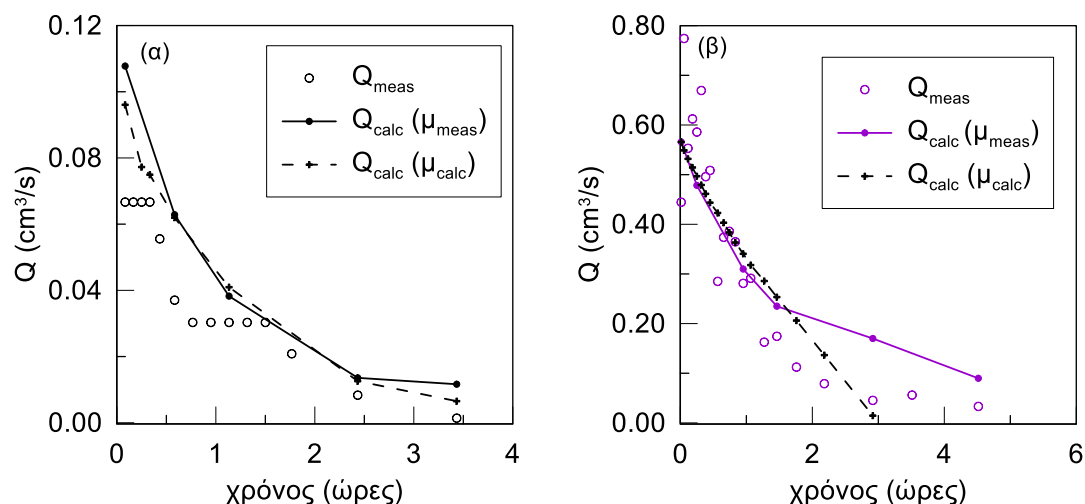 (α)
Q_meas
Q_calc (μ_meas)
Q_calc (μ_calc)
Q (cm³/s)
0.12
0.08
0.04
0.00
0 1 2 3 4
χρόνος (ώρες)
(β)
Q_meas
Q_calc (μ_meas)
Q_calc (μ_calc)
Q (cm³/s)
0.80
0.60
0.40
0.20
0.00
0 2 4 6
χρόνος (ώρες)